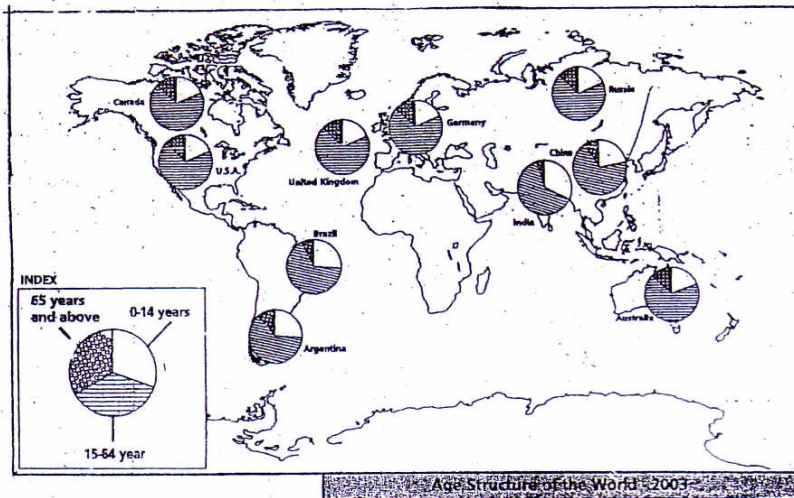 Canada
U.S.A.
United Kingdom
Germany
Russia
China
India
Brazil
Argentina
Australia
INDEX
65 years
and above
0-14 years
15-64 year
Age Structure of the World - 2003